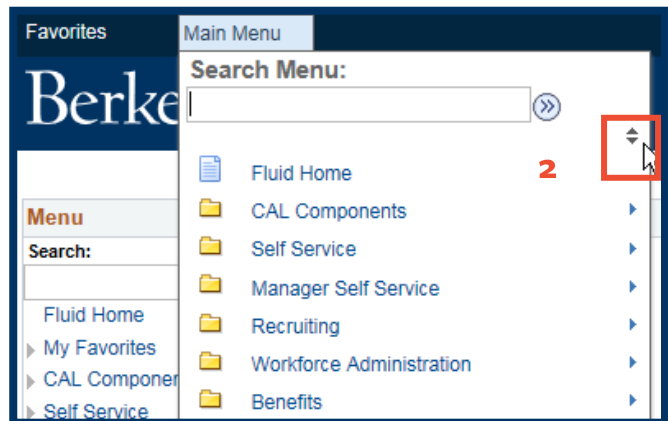 Favorites
Main Menu
Berke
Search Menu:
2
Fluid Home
CAL Components
Self Service
Manager Self Service
Recruiting
Workforce Administration
Benefits
Menu
Search:
Fluid Home
My Favorites
CAL Componen
Self Service